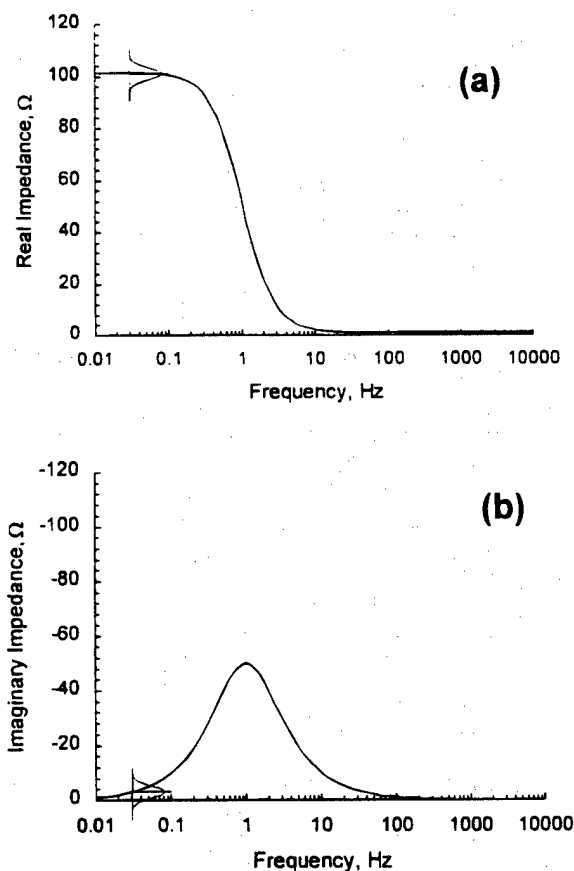 120
100
80
60
40
20
0
Real Impedance, Ω
(a)
0.01 0.1 1 10 100 1000 10000
Frequency, Hz
-120
-100
-80
-60
-40
-20
0
Imaginary Impedance, Ω
(b)
0.01 0.1 1 10 100 1000 10000
Frequency, Hz